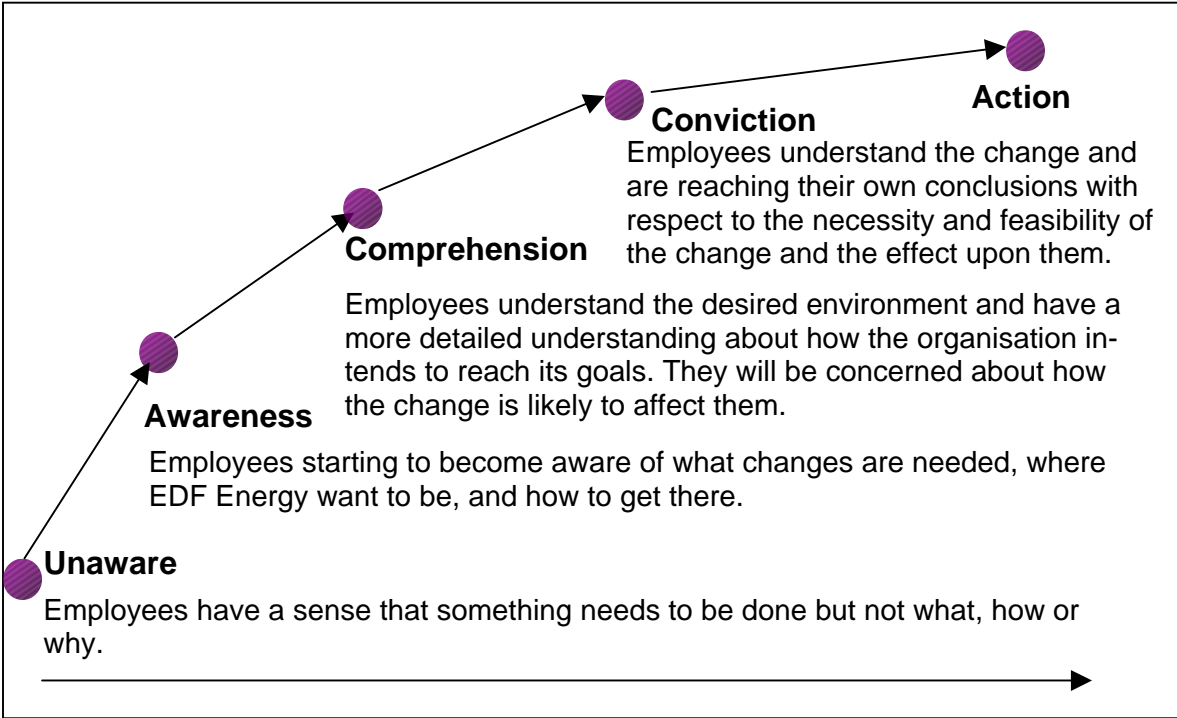 Action
Conviction
Employees understand the change and
are reaching their own conclusions with
respect to the necessity and feasibility of
the change and the effect upon them.
Comprehension
Employees understand the desired environment and have a
more detailed understanding about how the organisation in-
tends to reach its goals. They will be concerned about how
the change is likely to affect them.
Awareness
Employees starting to become aware of what changes are needed, where
EDF Energy want to be, and how to get there.
Unaware
Employees have a sense that something needs to be done but not what, how or
why.